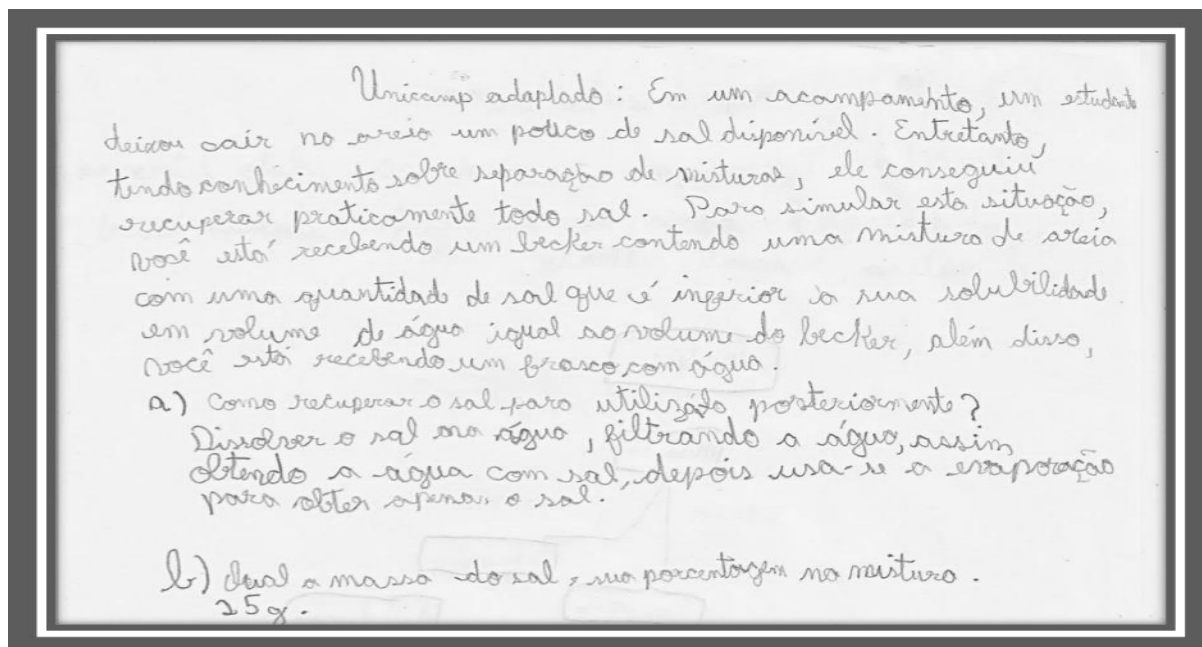 Unicamp adaptado: Em um acampamento, um estudante
deixou cair na areia um pouco de sal disponível. Entretanto,
tendo conhecimento sobre separação de misturas, ele conseguiu
recuperar praticamente todo sal. Para simular esta situação,
você está recebendo um becker contendo uma mistura de areia
com uma quantidade de sal que é inferior à sua solubilidade
em volume de água igual ao volume do becker, além disso,
você está recebendo um frasco com água.
a) Como recuperar o sal para utilizá-lo posteriormente?
Dissolver o sal na água, filtrando a água, assim
obtendo a água com sal, depois usa-se a evaporação
para obter apenas o sal.
b) Qual a massa do sal, sua porcentagem na mistura.
25g.